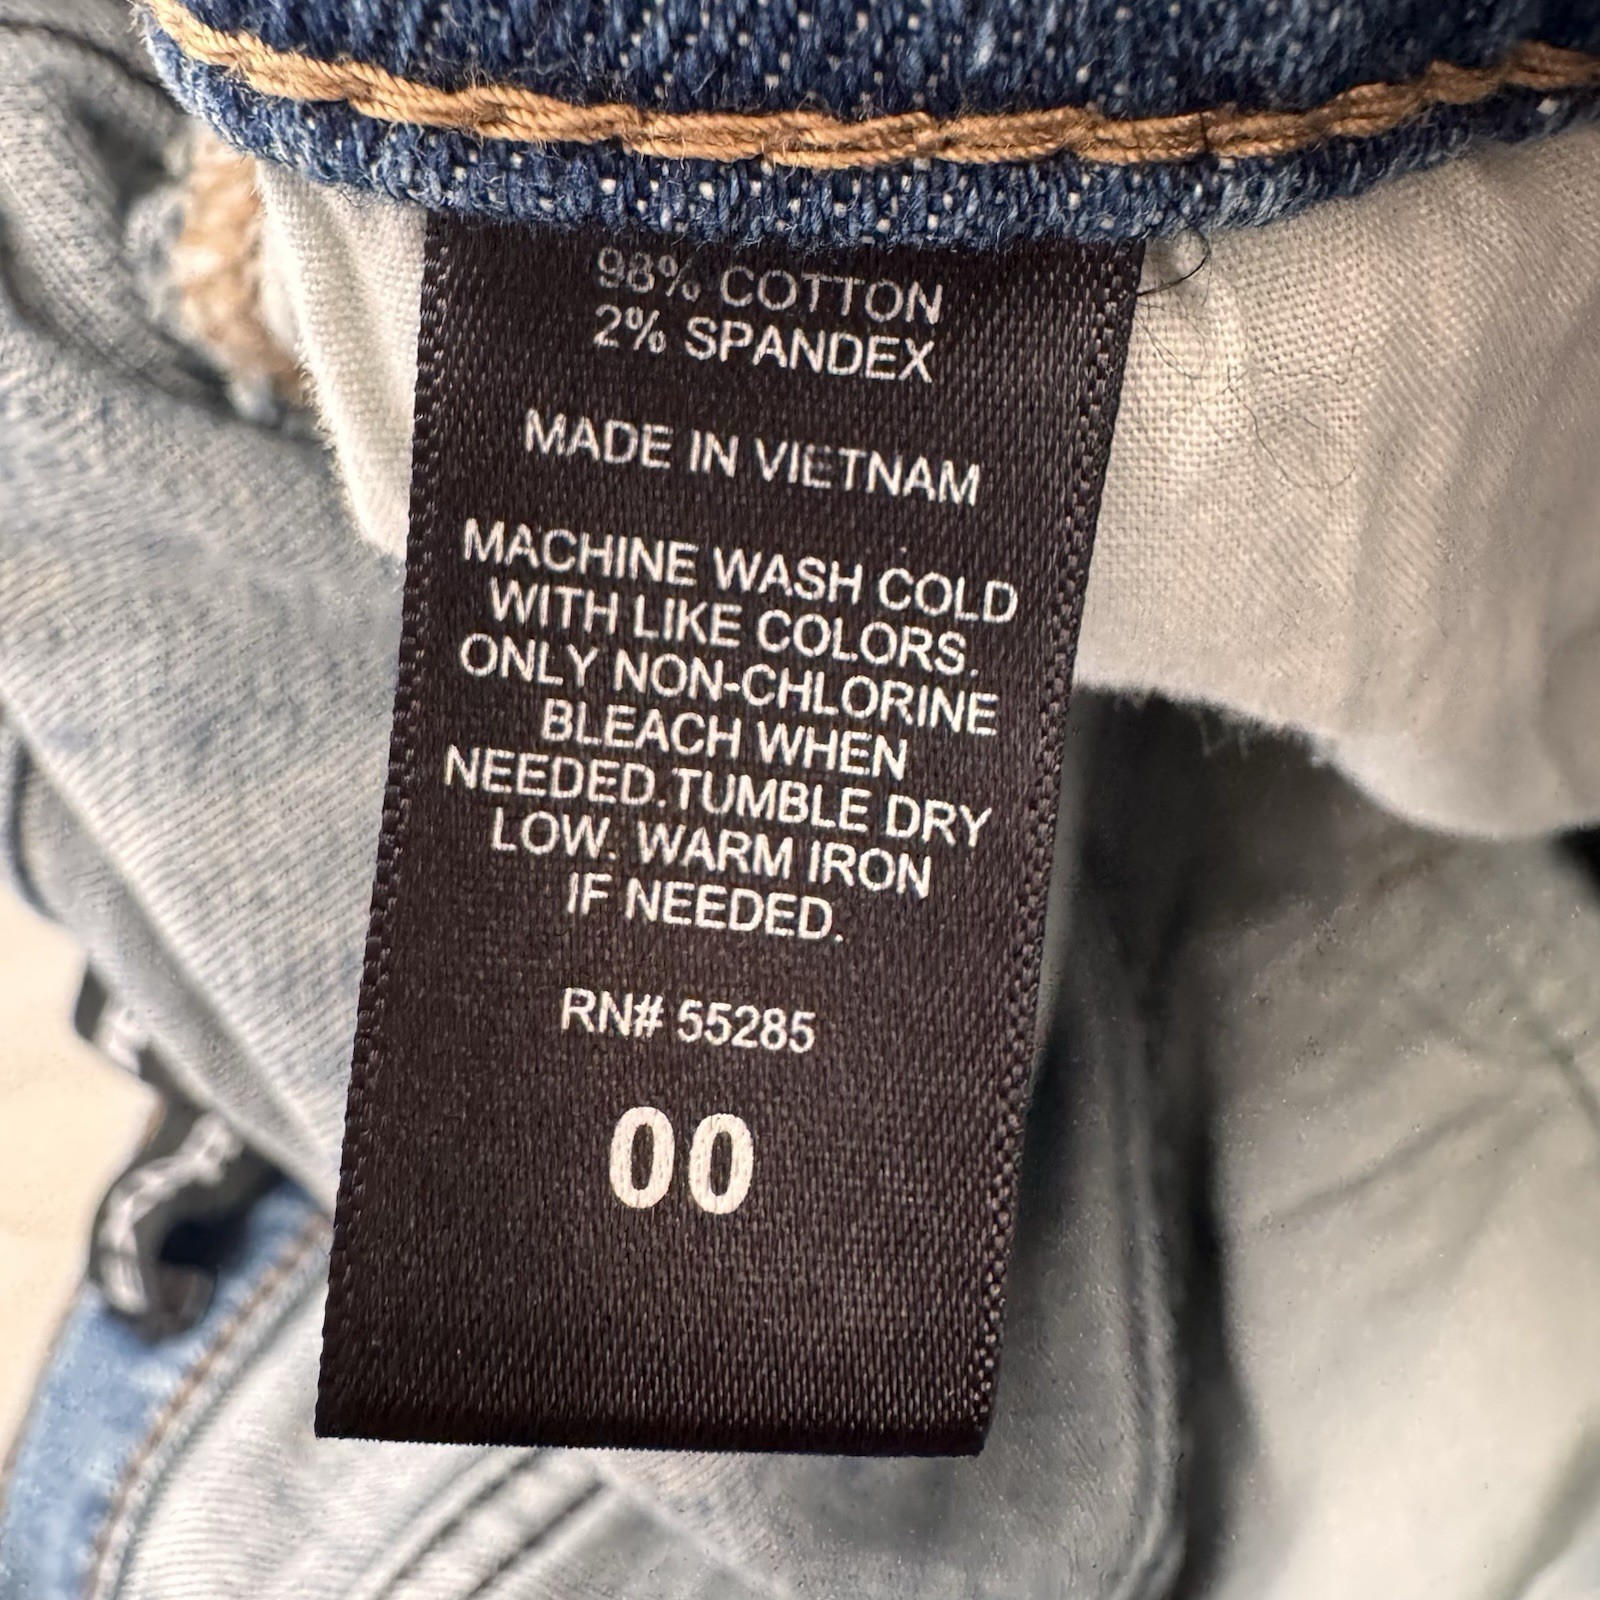 98% COTTON
2% SPANDEX
MADE IN VIETNAM
MACHINE WASH COLD
WITH LIKE COLORS.
ONLY NON-CHLORINE
BLEACH WHEN
NEEDED.TUMBLE DRY
LOW. WARM IRON
IF NEEDED.
RN# 55285
00